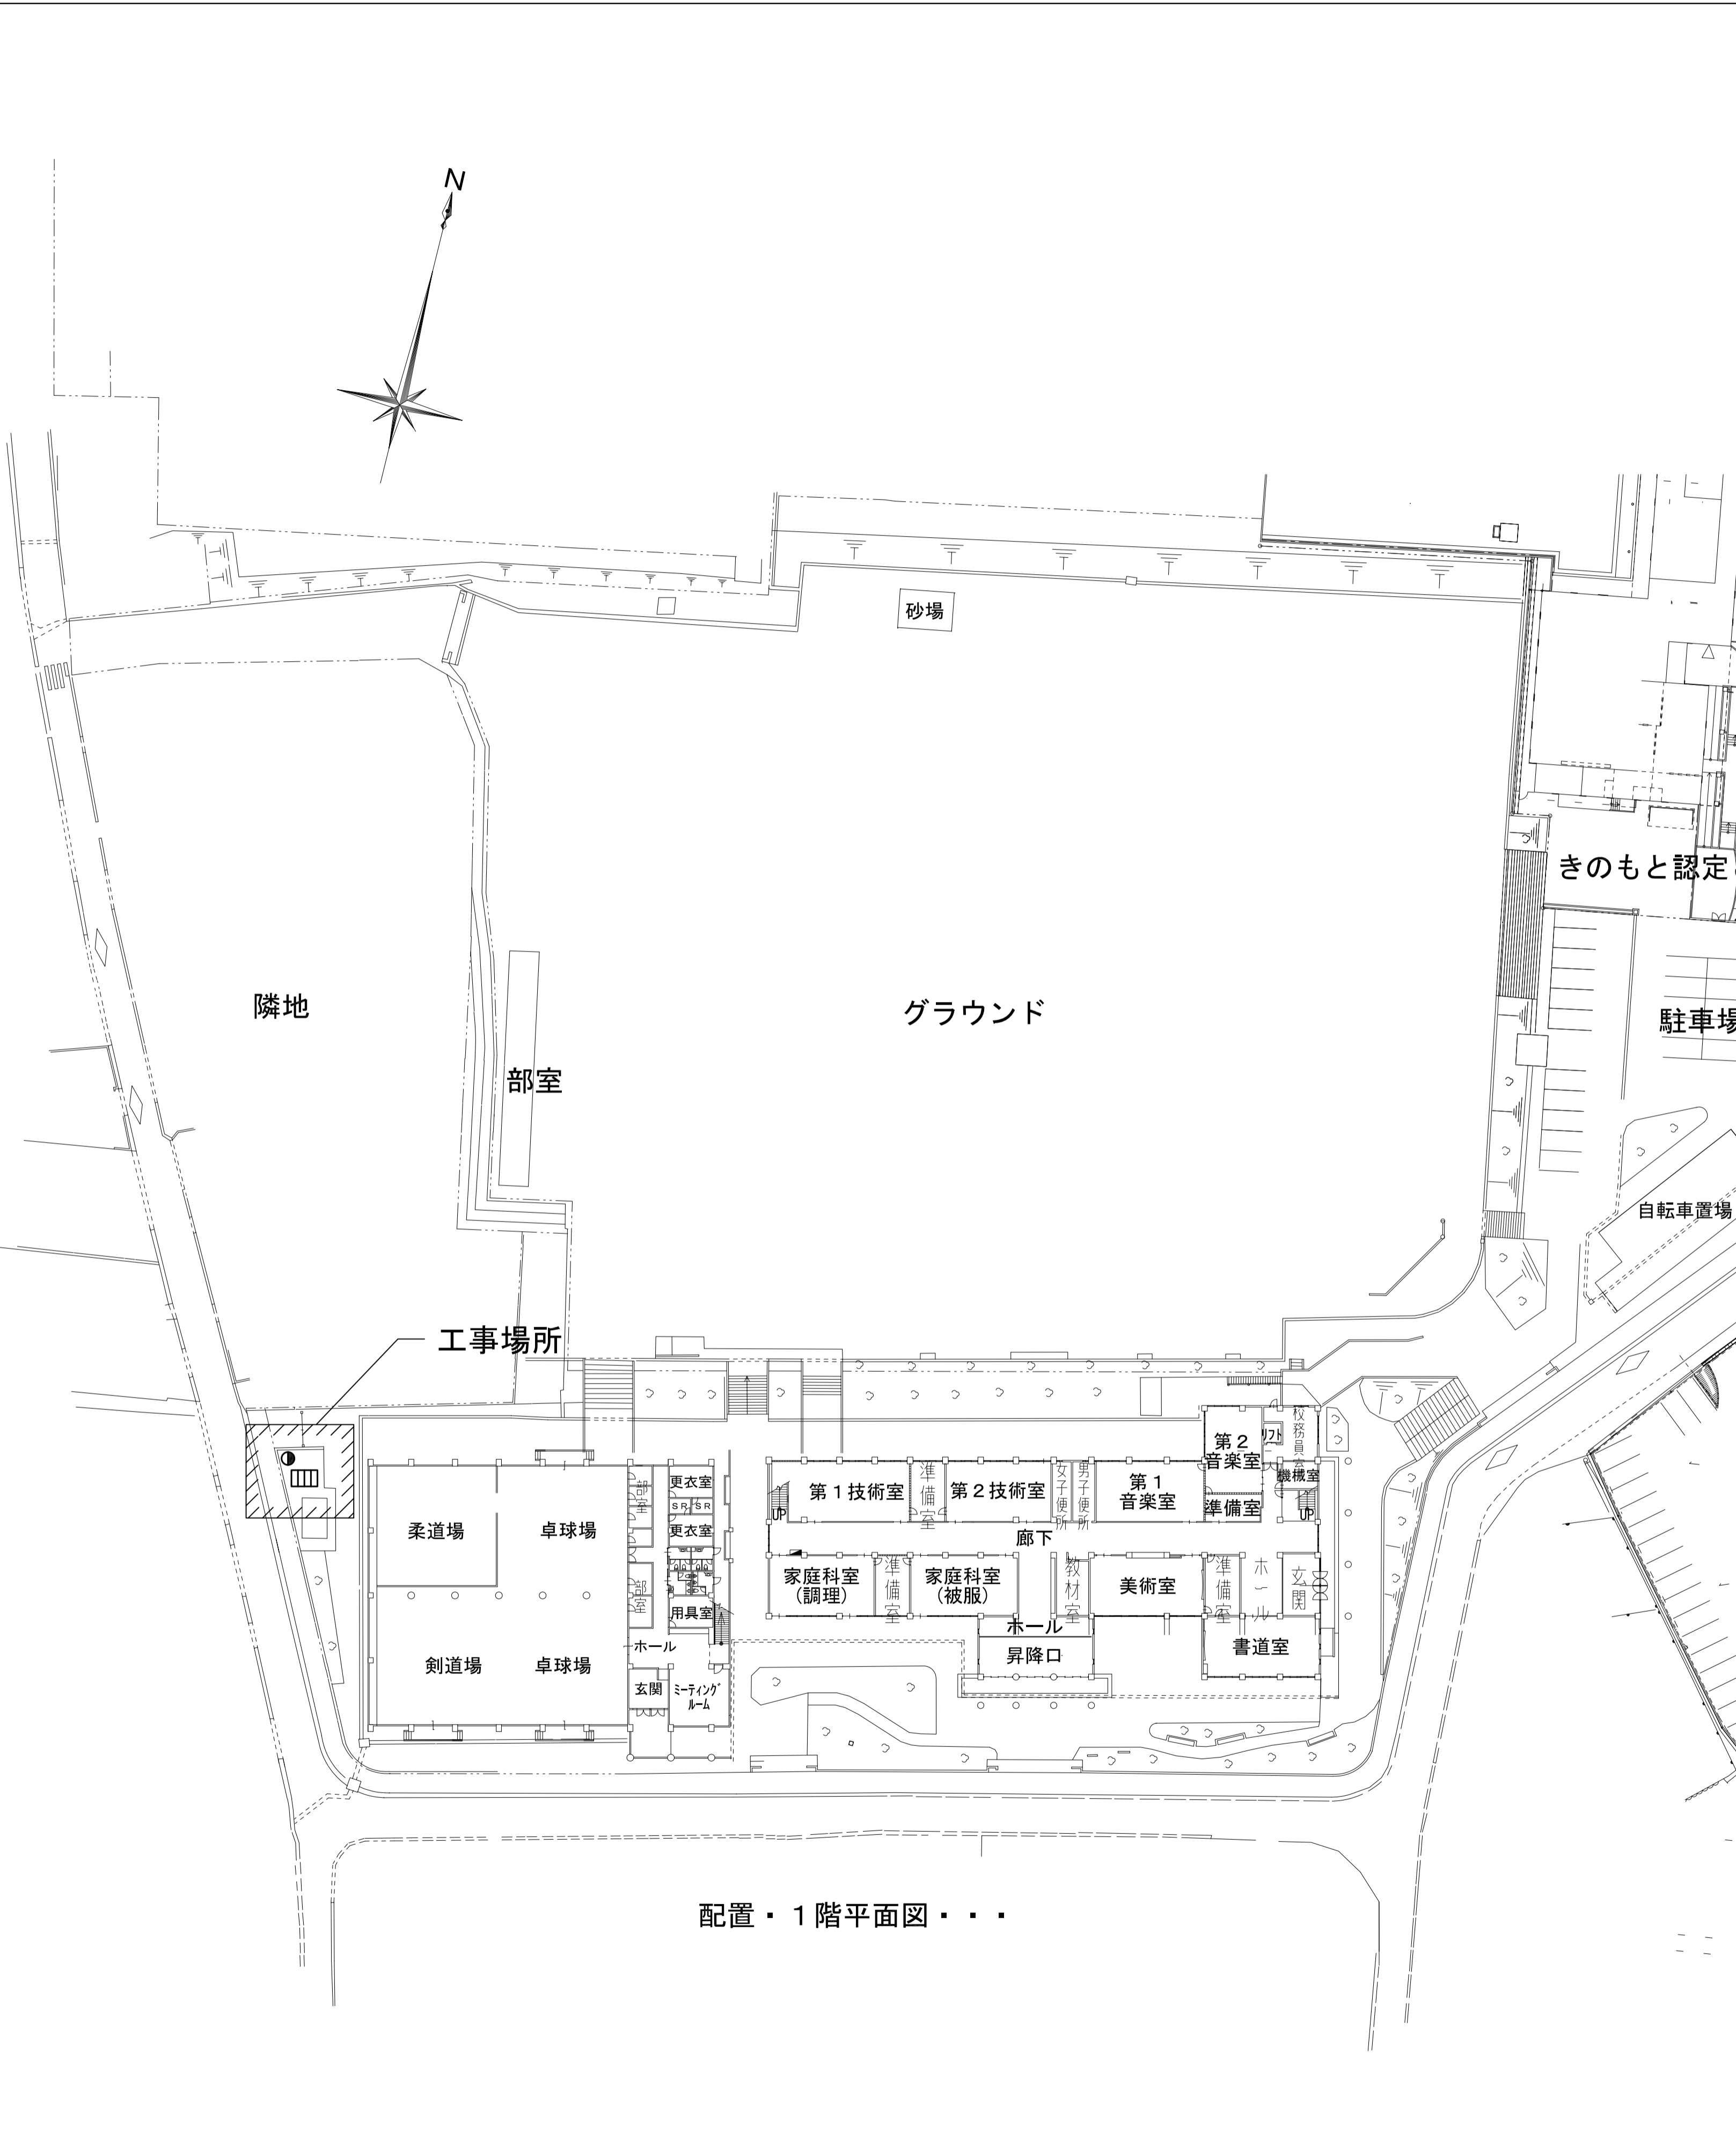 N
砂場
きのもと認定
隣地
グラウンド
駐車場
部室
自転車置場
工事場所
第２
音楽室
リフト
校務員室
機械室
準備室
UP
第１技術室
準備室
第２技術室
女子便所
男子便所
第１
音楽室
UP
廊下
柔道場
卓球場
部室
更衣室
ＳＲ
ＳＲ
更衣室
部室
用具室
家庭科室
（調理）
準備室
家庭科室
（被服）
教材室
美術室
準備室
ホール
玄関
ホール
昇降口
書道室
剣道場
卓球場
ホール
玄関
ミーティング
ルーム
配置・１階平面図・・・